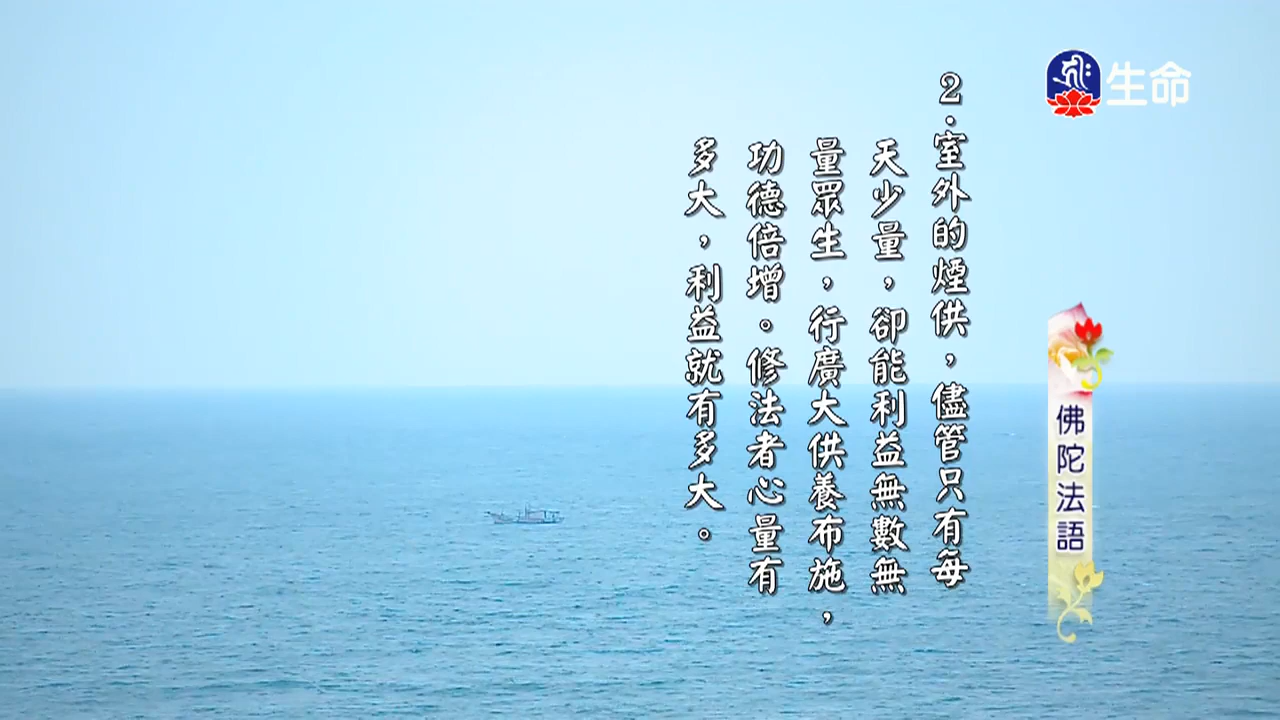 生命
佛陀法語
2.室外的煙供，儘管只有每
天少量，卻能利益無數無
量眾生，行廣大供養布施，
功德倍增。修法者心量有
多大，利益就有多大。